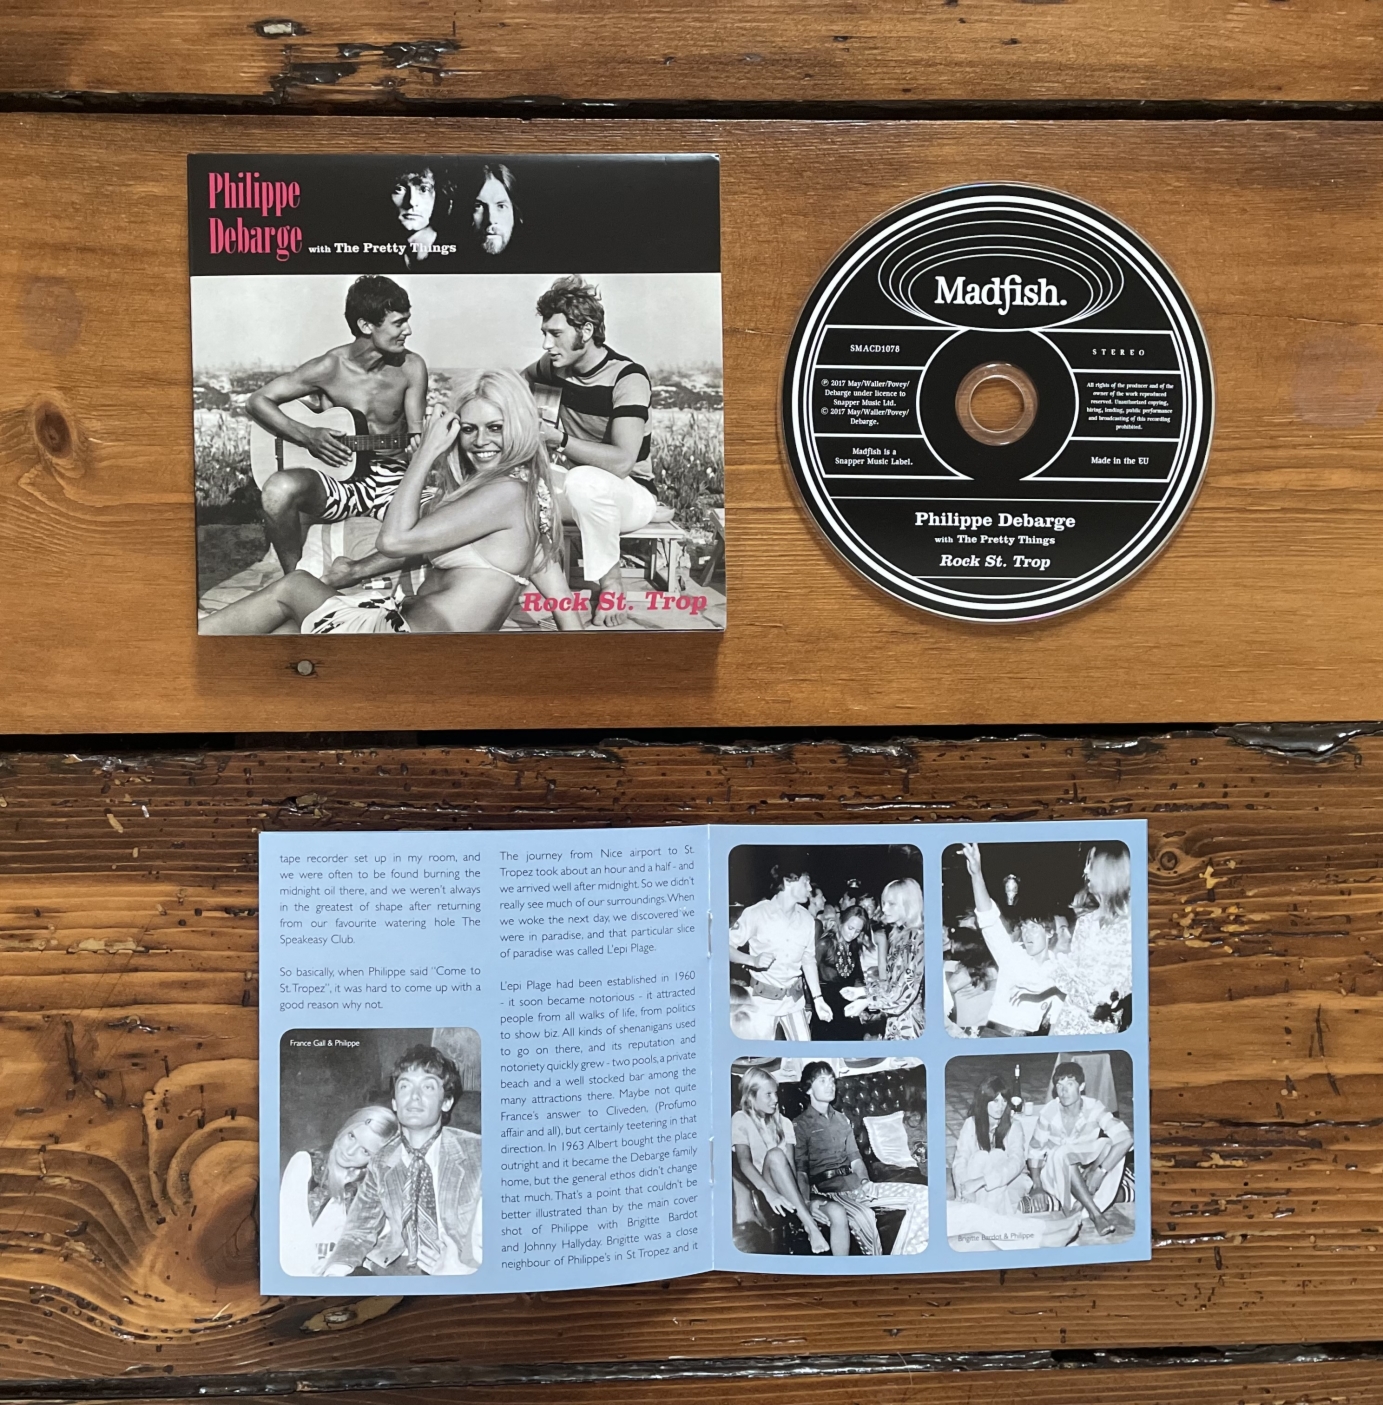 Philippe
Debarge
with The Pretty Things
Rock St. Trop
Madfish.
SMACD1078
STEREO
℗ 2017 May/Waller/Povey/
Debarge under licence to
Snapper Music Ltd.
© 2017 May/Waller/Povey/
Debarge.
All rights of the producer and of the
owner of the work reproduced
reserved. Unauthorised copying,
hiring, lending, public performance
and broadcasting of this recording
prohibited.
Madfish is a
Snapper Music Label.
Made in the EU
Philippe Debarge
with The Pretty Things
Rock St. Trop
tape recorder set up in my room, and
we were often to be found burning the
midnight oil there, and we weren't always
in the greatest of shape after returning
from our favourite watering hole The
Speakeasy Club.
So basically, when Philippe said "Come to
St. Tropez", it was hard to come up with a
good reason why not.
France Gall & Philippe
The journey from Nice airport to St.
Tropez took about an hour and a half - and
we arrived well after midnight. So we didn't
really see much of our surroundings. When
we woke the next day, we discovered we
were in paradise, and that particular slice
of paradise was called L'epi Plage.
L'epi Plage had been established in 1960
- it soon became notorious - it attracted
people from all walks of life, from politics
to show biz. All kinds of shenanigans used
to go on there, and its reputation and
notoriety quickly grew - two pools, a private
beach and a well stocked bar among the
many attractions there. Maybe not quite
France's answer to Cliveden, (Profumo
affair and all), but certainly teetering in that
direction. In 1963 Albert bought the place
outright and it became the Debarge family
home, but the general ethos didn't change
that much. That's a point that couldn't be
better illustrated than by the main cover
shot of Philippe with Brigitte Bardot
and Johnny Hallyday. Brigitte was a close
neighbour of Philippe's in St Tropez and it
Brigitte Bardot & Philippe